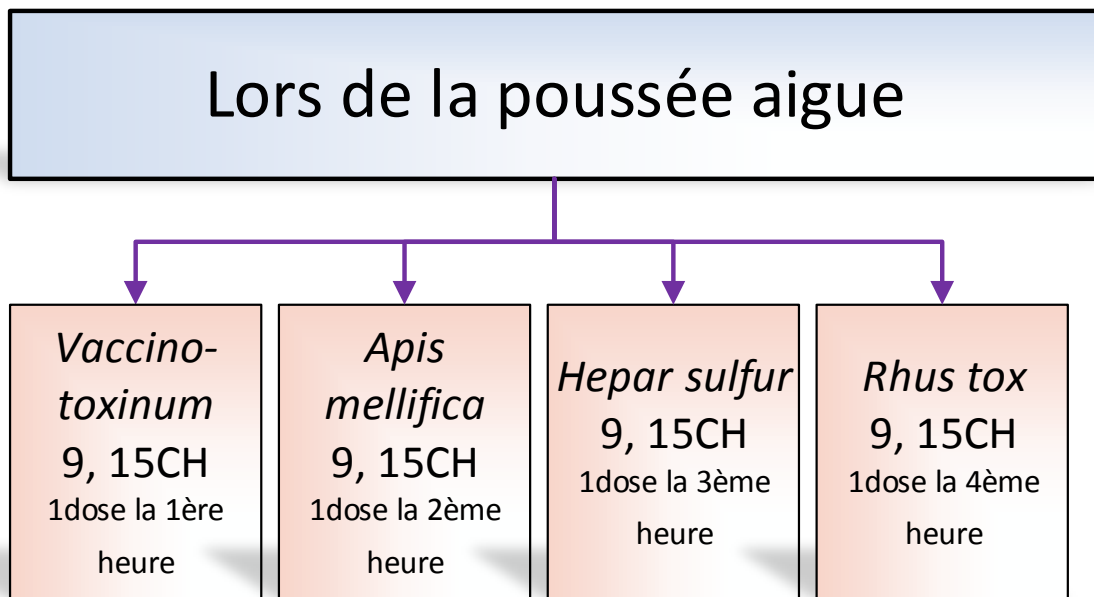 Lors de la poussée aigue
Vaccino-
toxinum
9, 15CH
1dose la 1ère
heure
Apis
mellifica
9, 15CH
1dose la 2ème
heure
Hepar sulfur
9, 15CH
1dose la 3ème
heure
Rhus tox
9, 15CH
1dose la 4ème
heure